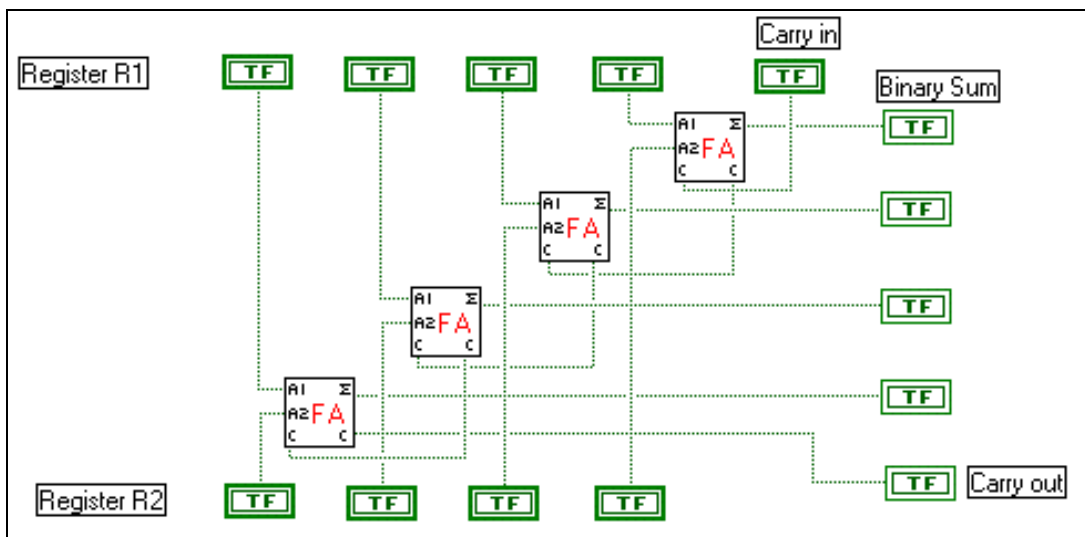 Carry in
Register R1
TF TF TF TF TF
Binary Sum
TF
A1 Σ
A2 FA
C C
TF
A1 Σ
A2 FA
C C
TF
A1 Σ
A2 FA
C C
TF
A1 Σ
A2 FA
C C
TF Carry out
Register R2
TF TF TF TF